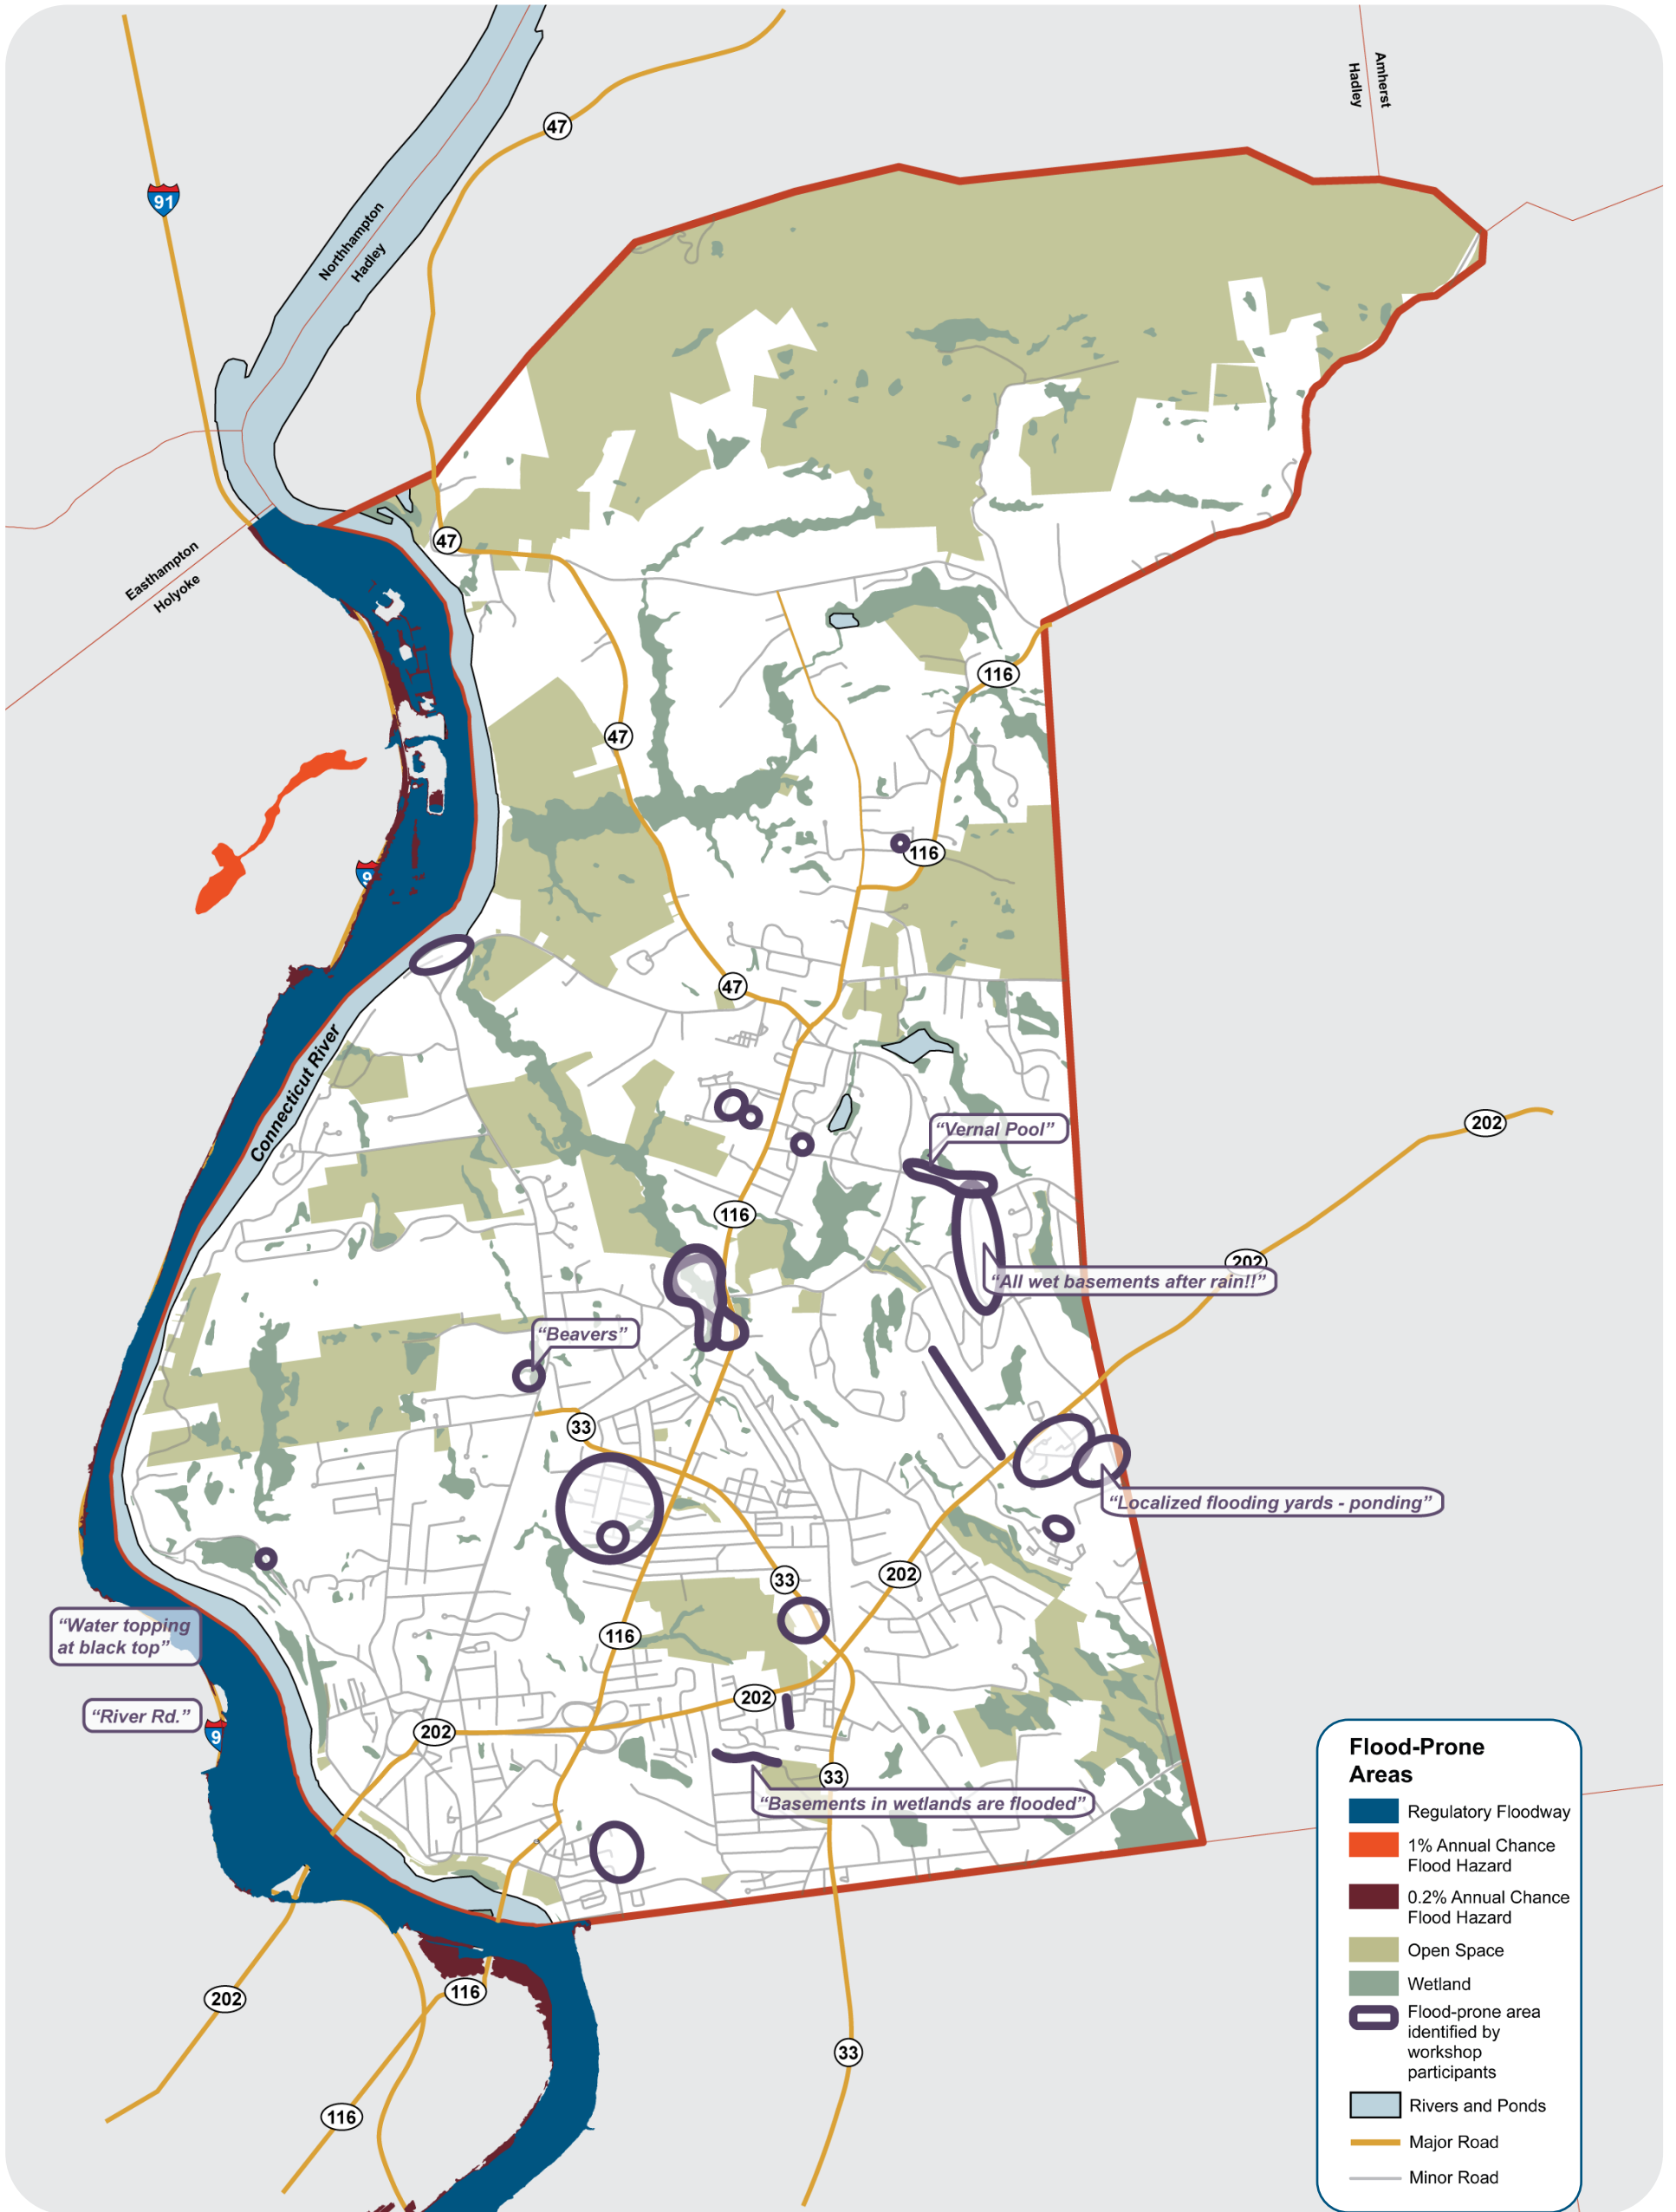 Amherst
Hadley
47
91
Northhampton
Hadley
47
Easthampton
Holyoke
116
47
116
9
47
Connecticut River
202
“Vernal Pool”
116
202
“All wet basements after rain!!”
“Beavers”
33
“Localized flooding yards - ponding”
33
202
“Water topping
at black top”
116
202
“River Rd.”
9
202
33
“Basements in wetlands are flooded”
116
202
33
116
Flood-Prone
Areas
Regulatory Floodway
1% Annual Chance
Flood Hazard
0.2% Annual Chance
Flood Hazard
Open Space
Wetland
Flood-prone area
identified by
workshop
participants
Rivers and Ponds
Major Road
Minor Road